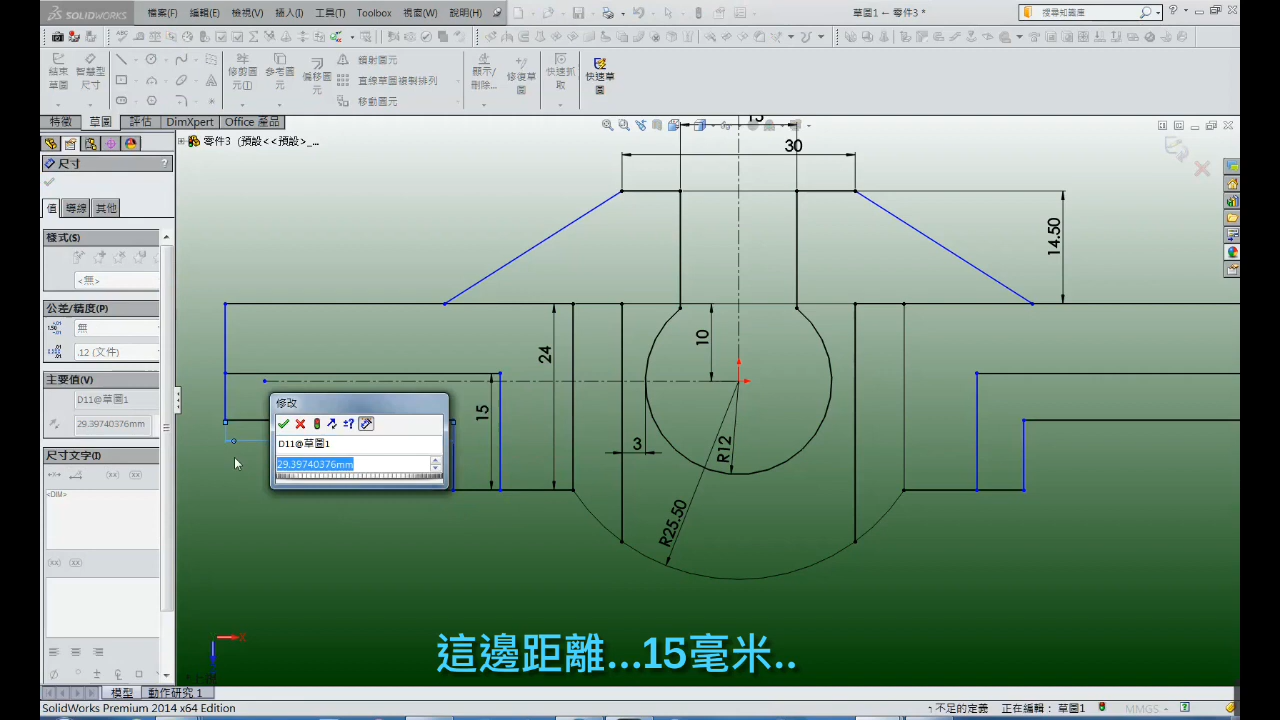 SOLIDWORKS 檔案(F) 編輯(E) 檢視(V) 插入(I) 工具(T) Toolbox 視窗(W) 說明(H) 草圖1 ← 零件3 * 搜尋知識庫
結束草圖 智慧型尺寸 修剪圖元(I) 參考圖元 偏移圖元 鏡射圖元 直線草圖複製排列 移動圖元 顯示/刪除... 修復草圖 快速抓取 快速草圖
特徵 草圖 評估 DimXpert Office 產品
零件3 (預設<<預設>_...
尺寸 ?
值 導線 其他
樣式(S)
<無>
公差/精度(P)
無
.12 (文件)
主要值(V)
D11@草圖1
29.39740376mm
尺寸文字(I)
<DIM>
15
30
14.50
10
24
15
3
R12
R25.50
修改
D11@草圖1
29.39740376mm
X
這邊距離...15毫米..
模型 動作研究 1
SolidWorks Premium 2014 x64 Edition 不足的定義 正在編輯: 草圖1 MMGS